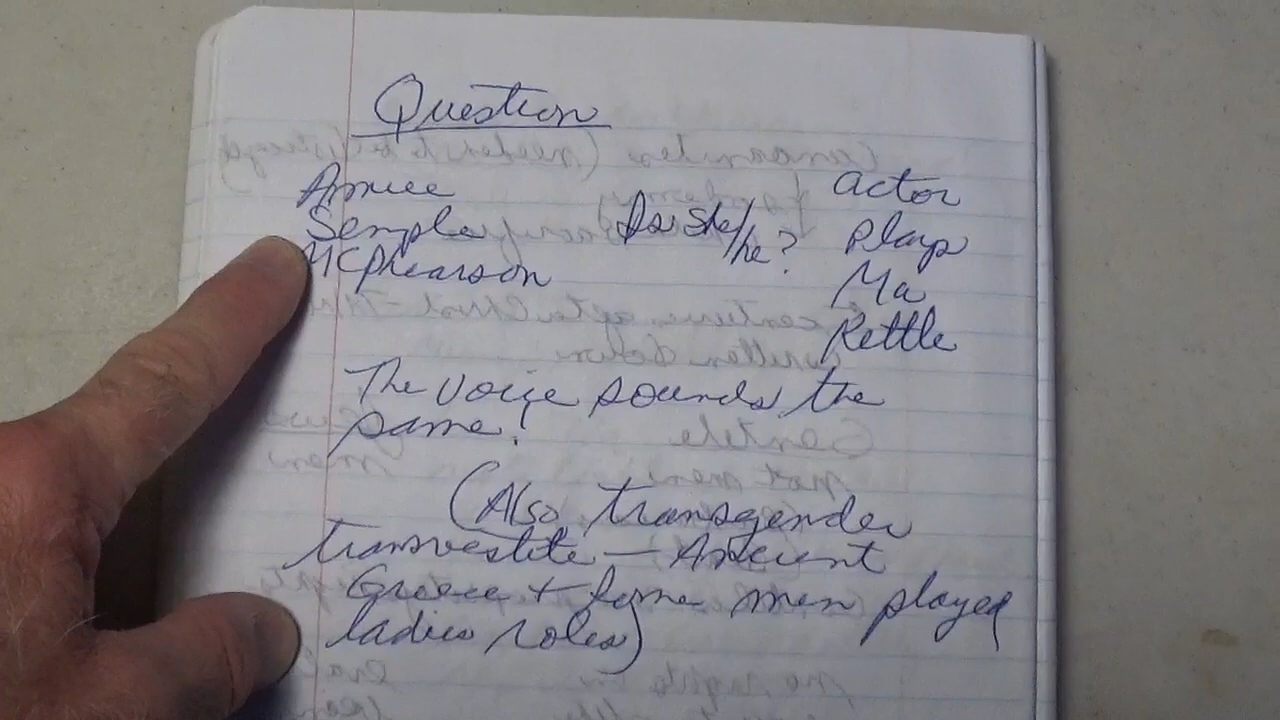 Question
Aimee
Semple
McPhearson
Is she/he?
Actor
Plays
Ma
Kettle
The voice sounds the
same!
(Also transgender
transvestite — Ancient
Greece + Rome men played
ladies roles)